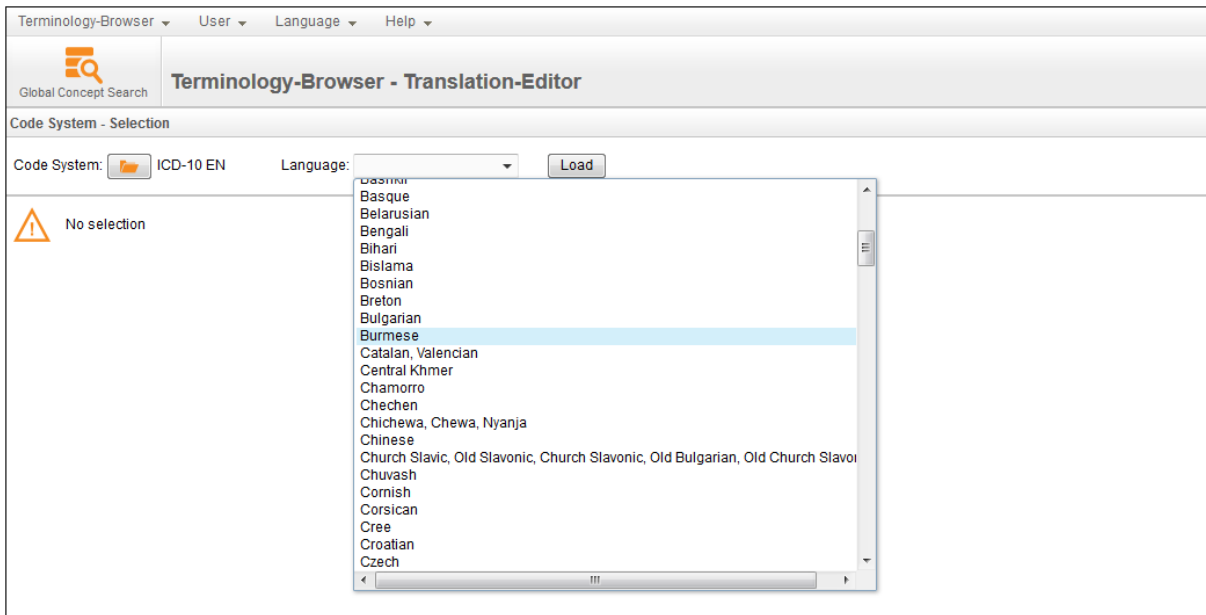 Terminology-Browser User Language Help
Global Concept Search
Terminology-Browser - Translation-Editor
Code System - Selection
Code System: ICD-10 EN Language: Load
No selection
Bashkir
Basque
Belarusian
Bengali
Bihari
Bislama
Bosnian
Breton
Bulgarian
Burmese
Catalan, Valencian
Central Khmer
Chamorro
Chechen
Chichewa, Chewa, Nyanja
Chinese
Church Slavic, Old Slavonic, Church Slavonic, Old Bulgarian, Old Church Slavo
Chuvash
Cornish
Corsican
Cree
Croatian
Czech